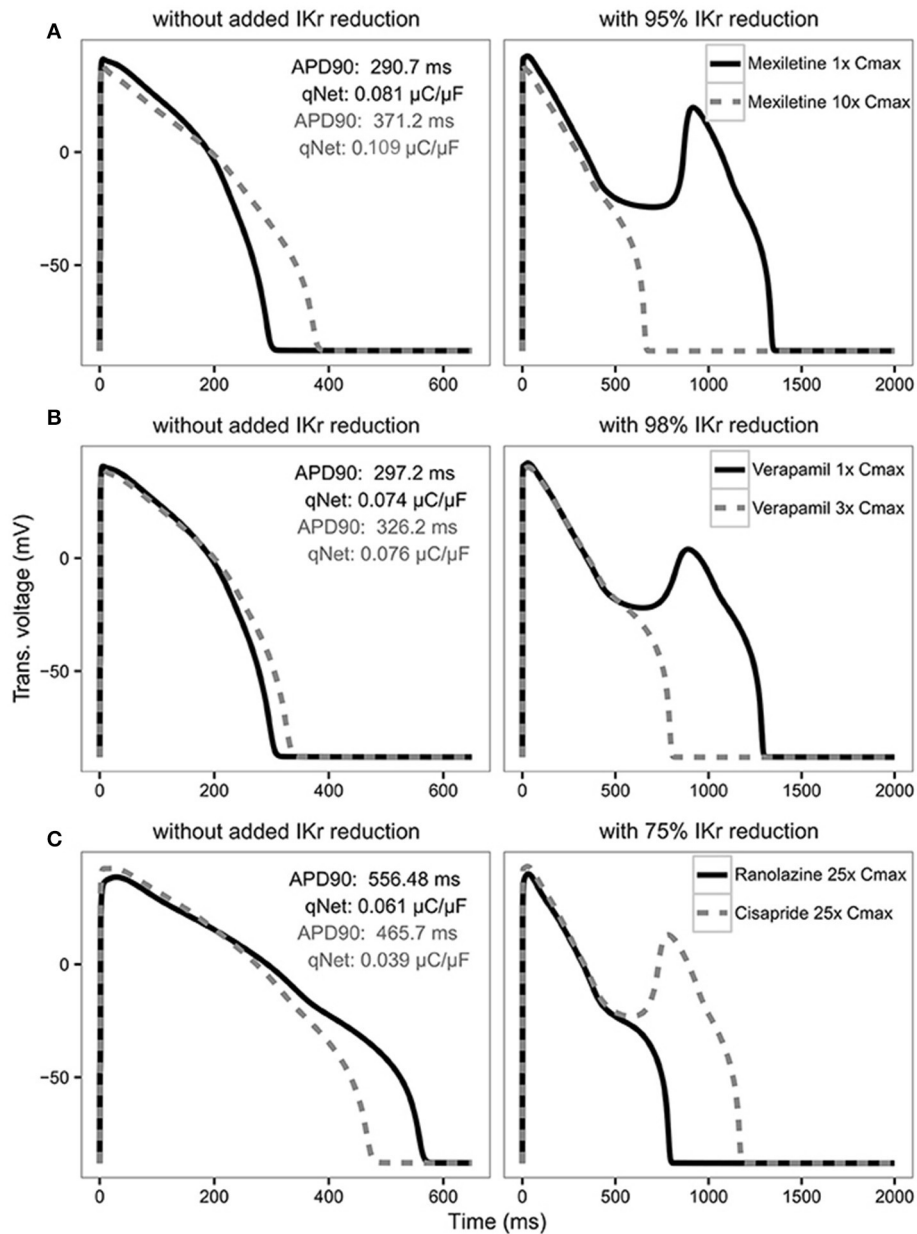 A
without added IKr reduction
with 95% IKr reduction
APD90: 290.7 ms
qNet: 0.081 µC/µF
APD90: 371.2 ms
qNet: 0.109 µC/µF
Mexiletine 1x Cmax
Mexiletine 10x Cmax
0
−50
0
200
400
600
0
500
1000
1500
2000
B
without added IKr reduction
with 98% IKr reduction
APD90: 297.2 ms
qNet: 0.074 µC/µF
APD90: 326.2 ms
qNet: 0.076 µC/µF
Verapamil 1x Cmax
Verapamil 3x Cmax
Trans. voltage (mV)
0
−50
0
200
400
600
0
500
1000
1500
2000
C
without added IKr reduction
with 75% IKr reduction
APD90: 556.48 ms
qNet: 0.061 µC/µF
APD90: 465.7 ms
qNet: 0.039 µC/µF
Ranolazine 25x Cmax
Cisapride 25x Cmax
0
−50
0
200
400
600
0
500
1000
1500
2000
Time (ms)